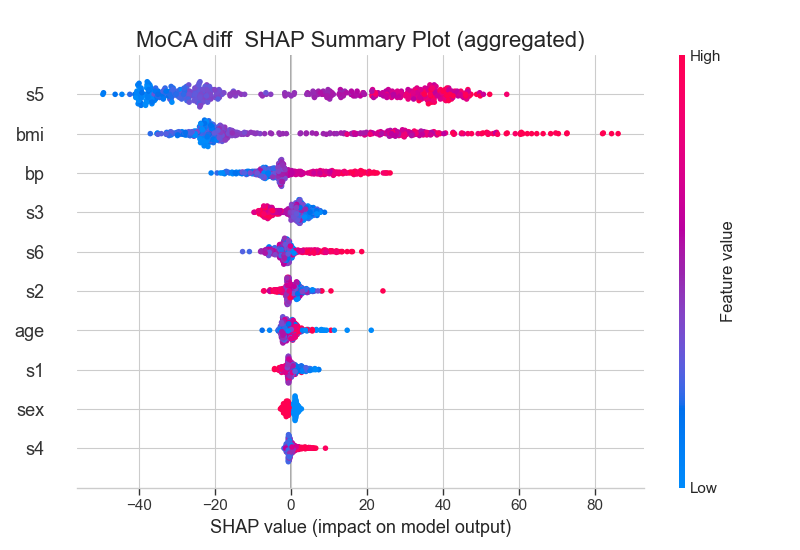 MoCA diff  SHAP Summary Plot (aggregated)
High
s5
bmi
bp
s3
s6
s2
age
s1
sex
s4
Feature value
Low
−40 −20 0 20 40 60 80
SHAP value (impact on model output)